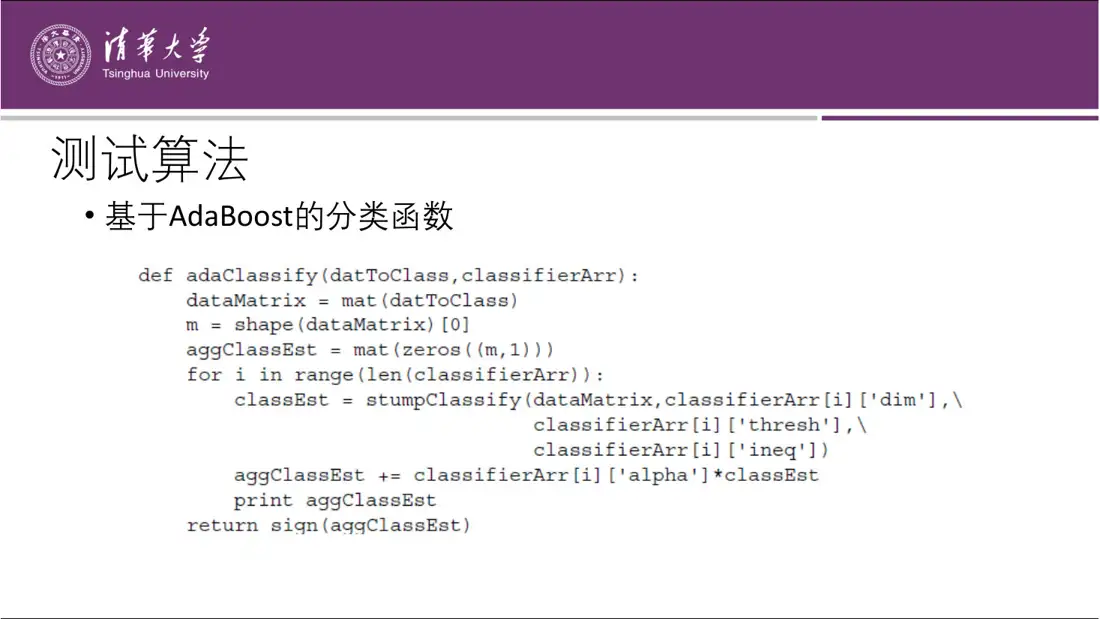 清华大学
Tsinghua University
测试算法
• 基于AdaBoost的分类函数
def adaClassify(datToClass,classifierArr):
    dataMatrix = mat(datToClass)
    m = shape(dataMatrix)[0]
    aggClassEst = mat(zeros((m,1)))
    for i in range(len(classifierArr)):
        classEst = stumpClassify(dataMatrix,classifierArr[i]['dim'],\
                                 classifierArr[i]['thresh'],\
                                 classifierArr[i]['ineq'])
        aggClassEst += classifierArr[i]['alpha']*classEst
        print aggClassEst
    return sign(aggClassEst)